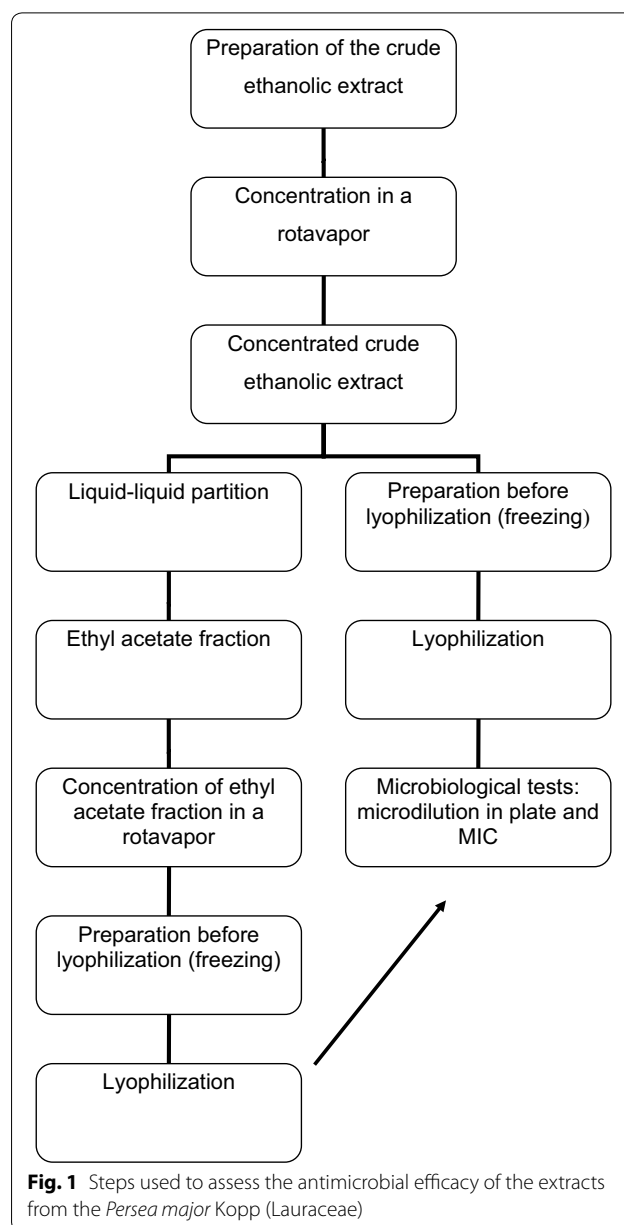 Preparation of the crude
ethanolic extract
Concentration in a
rotavapor
Concentrated crude
ethanolic extract
Liquid-liquid partition
Ethyl acetate fraction
Concentration of ethyl
acetate fraction in a
rotavapor
Preparation before
lyophilization (freezing)
Lyophilization
Preparation before
lyophilization (freezing)
Lyophilization
Microbiological tests:
microdilution in plate and
MIC
Fig. 1 Steps used to assess the antimicrobial efficacy of the extracts
from the Persea major Kopp (Lauraceae)